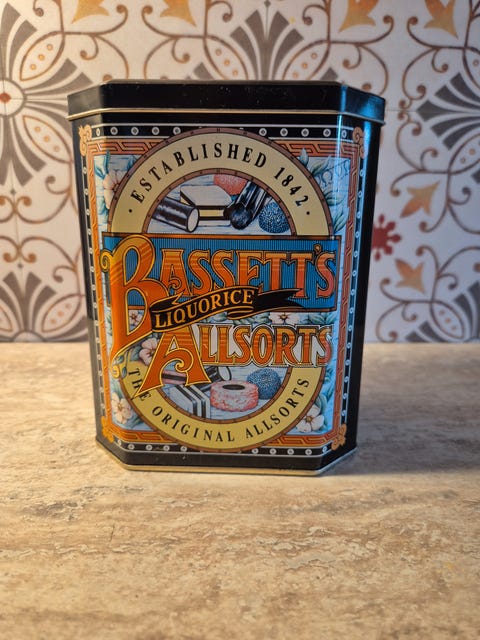 · ESTABLISHED 1842 ·
BASSETT'S
LIQUORICE
ALLSORTS
THE ORIGINAL ALLSORTS